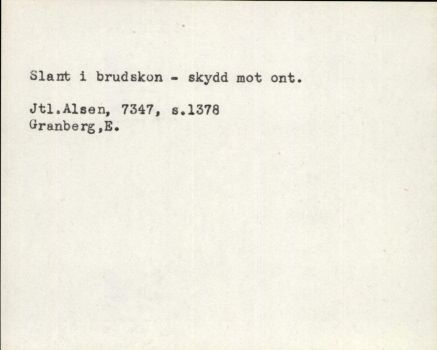 Slant i brudskon - skydd mot ont.
Jtl.Alsen, 7347, s.1378
Granberg,E.